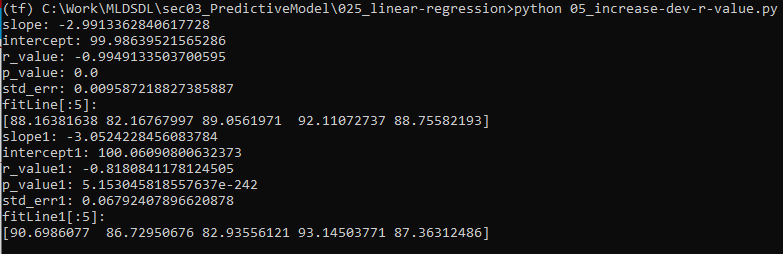 (tf) C:\Work\MLDSDL\sec03_PredictiveModel\025_linear-regression>python 05_increase-dev-r-value.py
slope: -2.9913362840617728
intercept: 99.98639521565286
r_value: -0.9949133503700595
p_value: 0.0
std_err: 0.009587218827385887
fitLine[:5]:
[88.16381638 82.16767997 89.0561971  92.11072737 88.75582193]
slope1: -3.0524228456083784
intercept1: 100.06090800632373
r_value1: -0.8180841178124505
p_value1: 5.153045818557637e-242
std_err1: 0.06792407896620878
fitLine1[:5]:
[90.6986077  86.72950676 82.93556121 93.14503771 87.36312486]